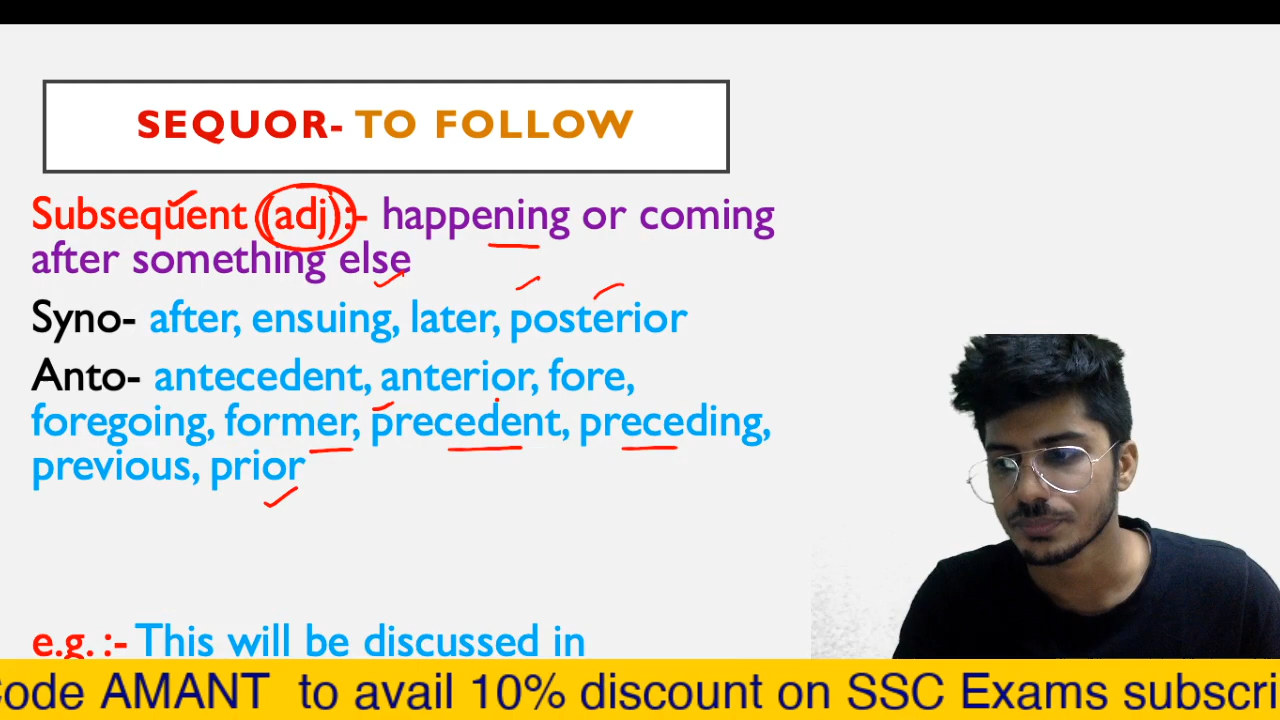 SEQUOR- TO FOLLOW
Subsequent (adj):- happening or coming
after something else
Syno- after, ensuing, later, posterior
Anto- antecedent, anterior, fore,
foregoing, former, precedent, preceding,
previous, prior
e.g. :- This will be discussed in
Code AMANT to avail 10% discount on SSC Exams subscri